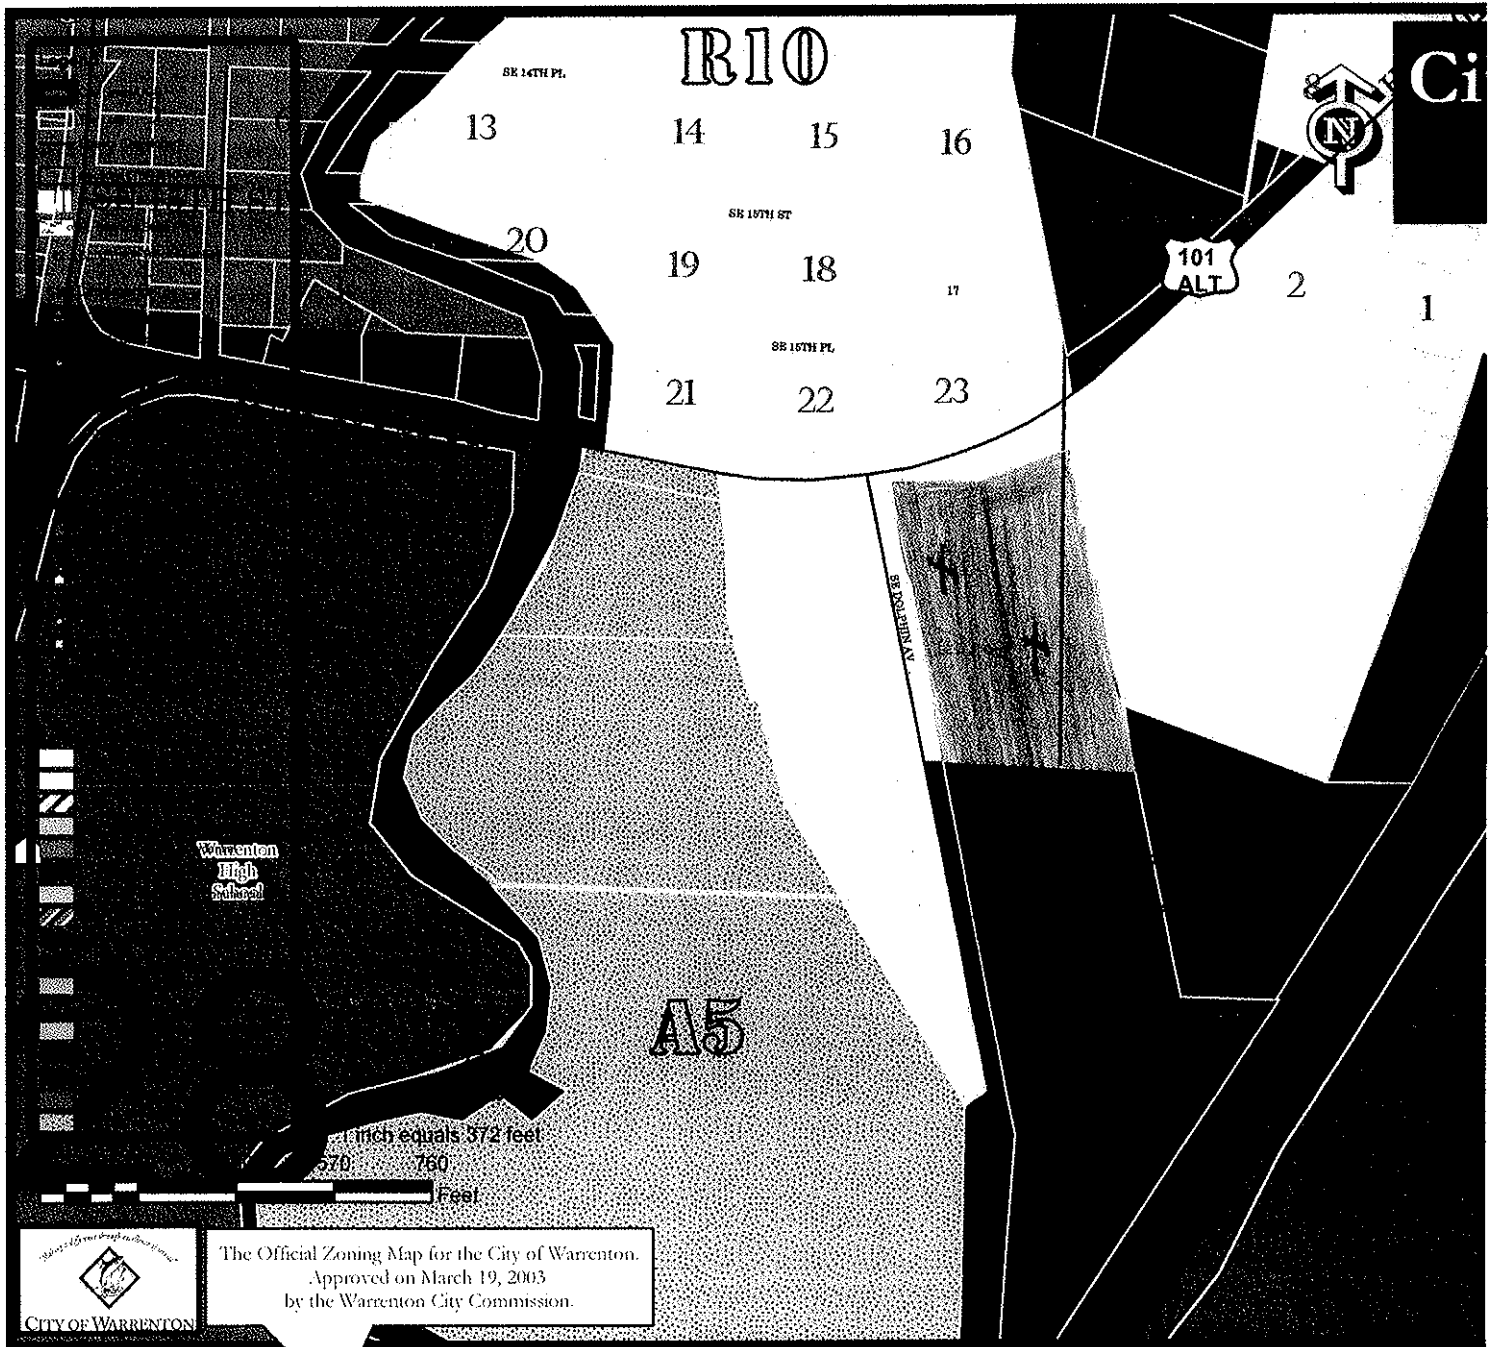 R10
Ci
SE 14TH PL
13
14
15
16
N
SE 15TH ST
20
19
18
17
101
ALT
2
1
SE 15TH PL
21
22
23
SE DOLPHIN AV
Warrenton
High
School
A5
1 inch equals 372 feet
570
760
Feet
The Official Zoning Map for the City of Warrenton.
Approved on March 19, 2003
by the Warrenton City Commission.
CITY OF WARRENTON